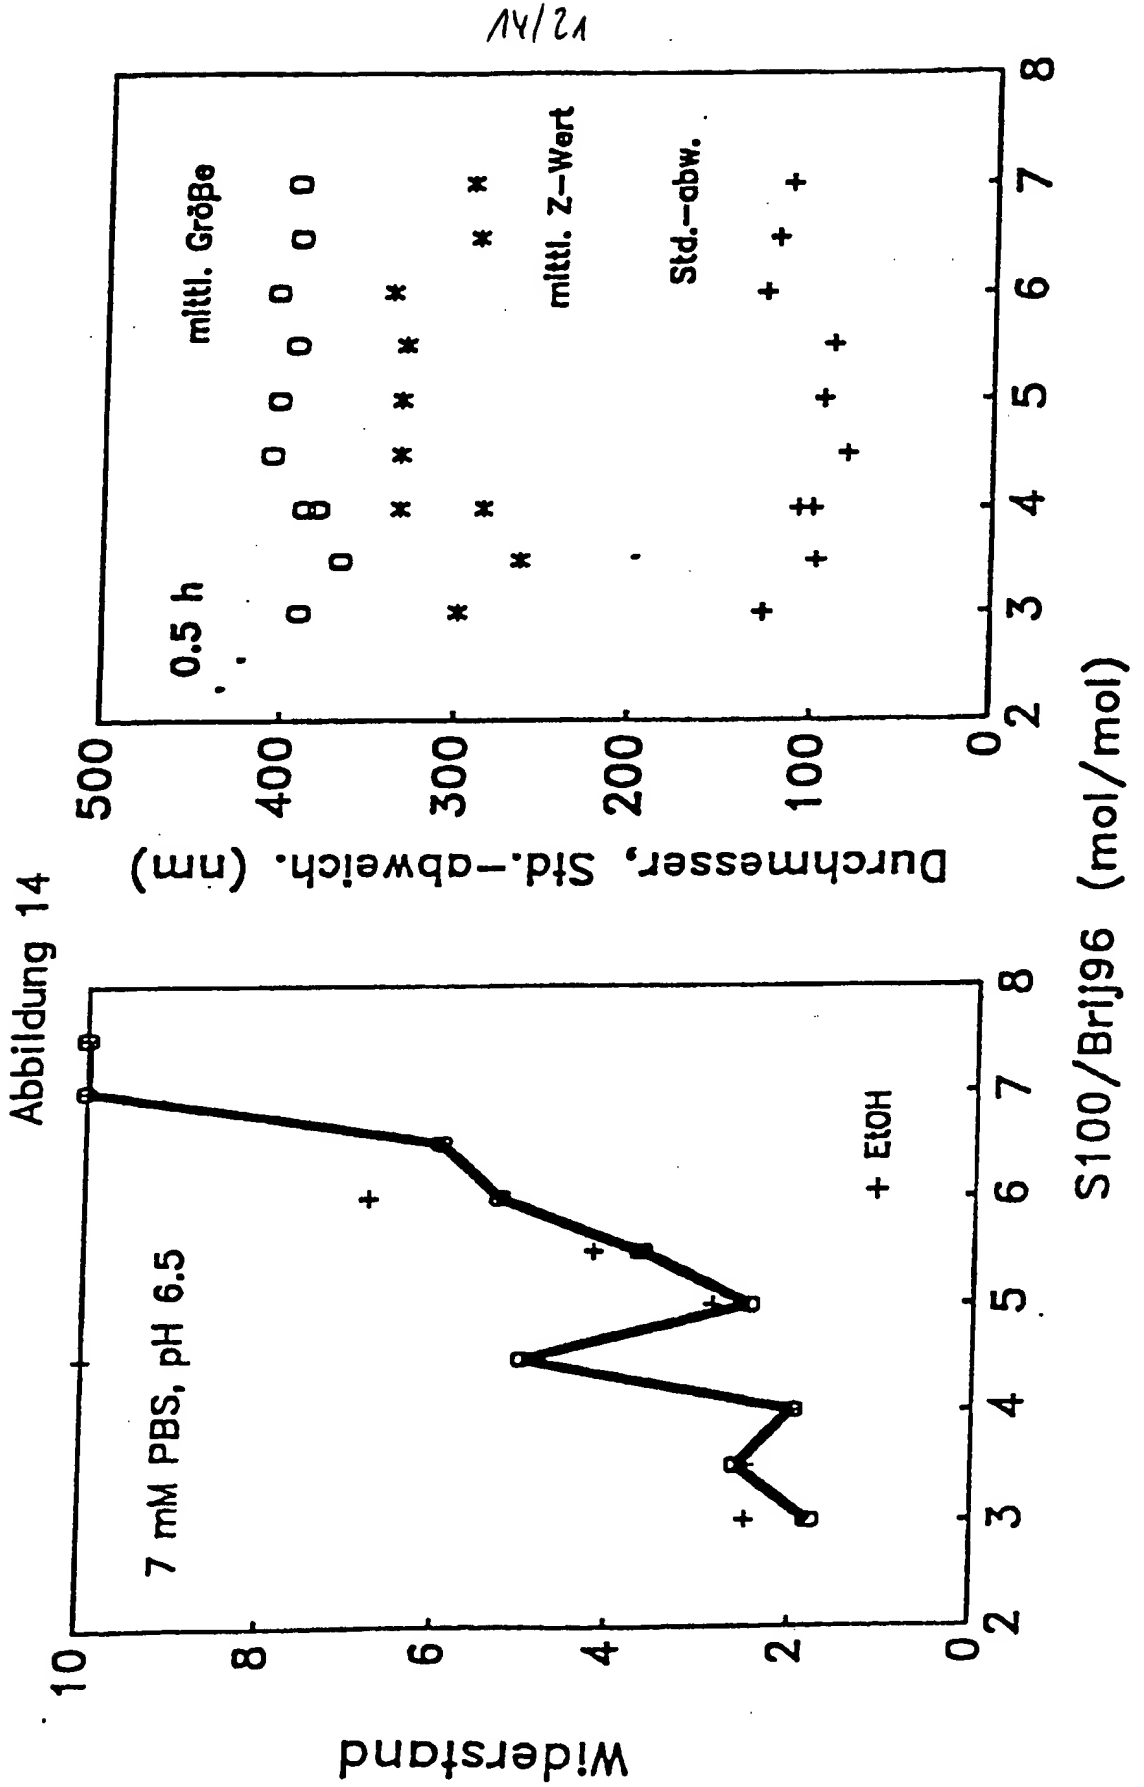 14/21
Abbildung 14
Widerstand
10
8
6
4
2
0
7 mM PBS, pH 6.5
+ EtOH
2 3 4 5 6 7 8
Durchmesser, Std.-abweich. (nm)
500
400
300
200
100
0
0.5 h
mittl. Größe
mittl. Z-Wert
Std.-abw.
2 3 4 5 6 7 8
S100/Brij96 (mol/mol)